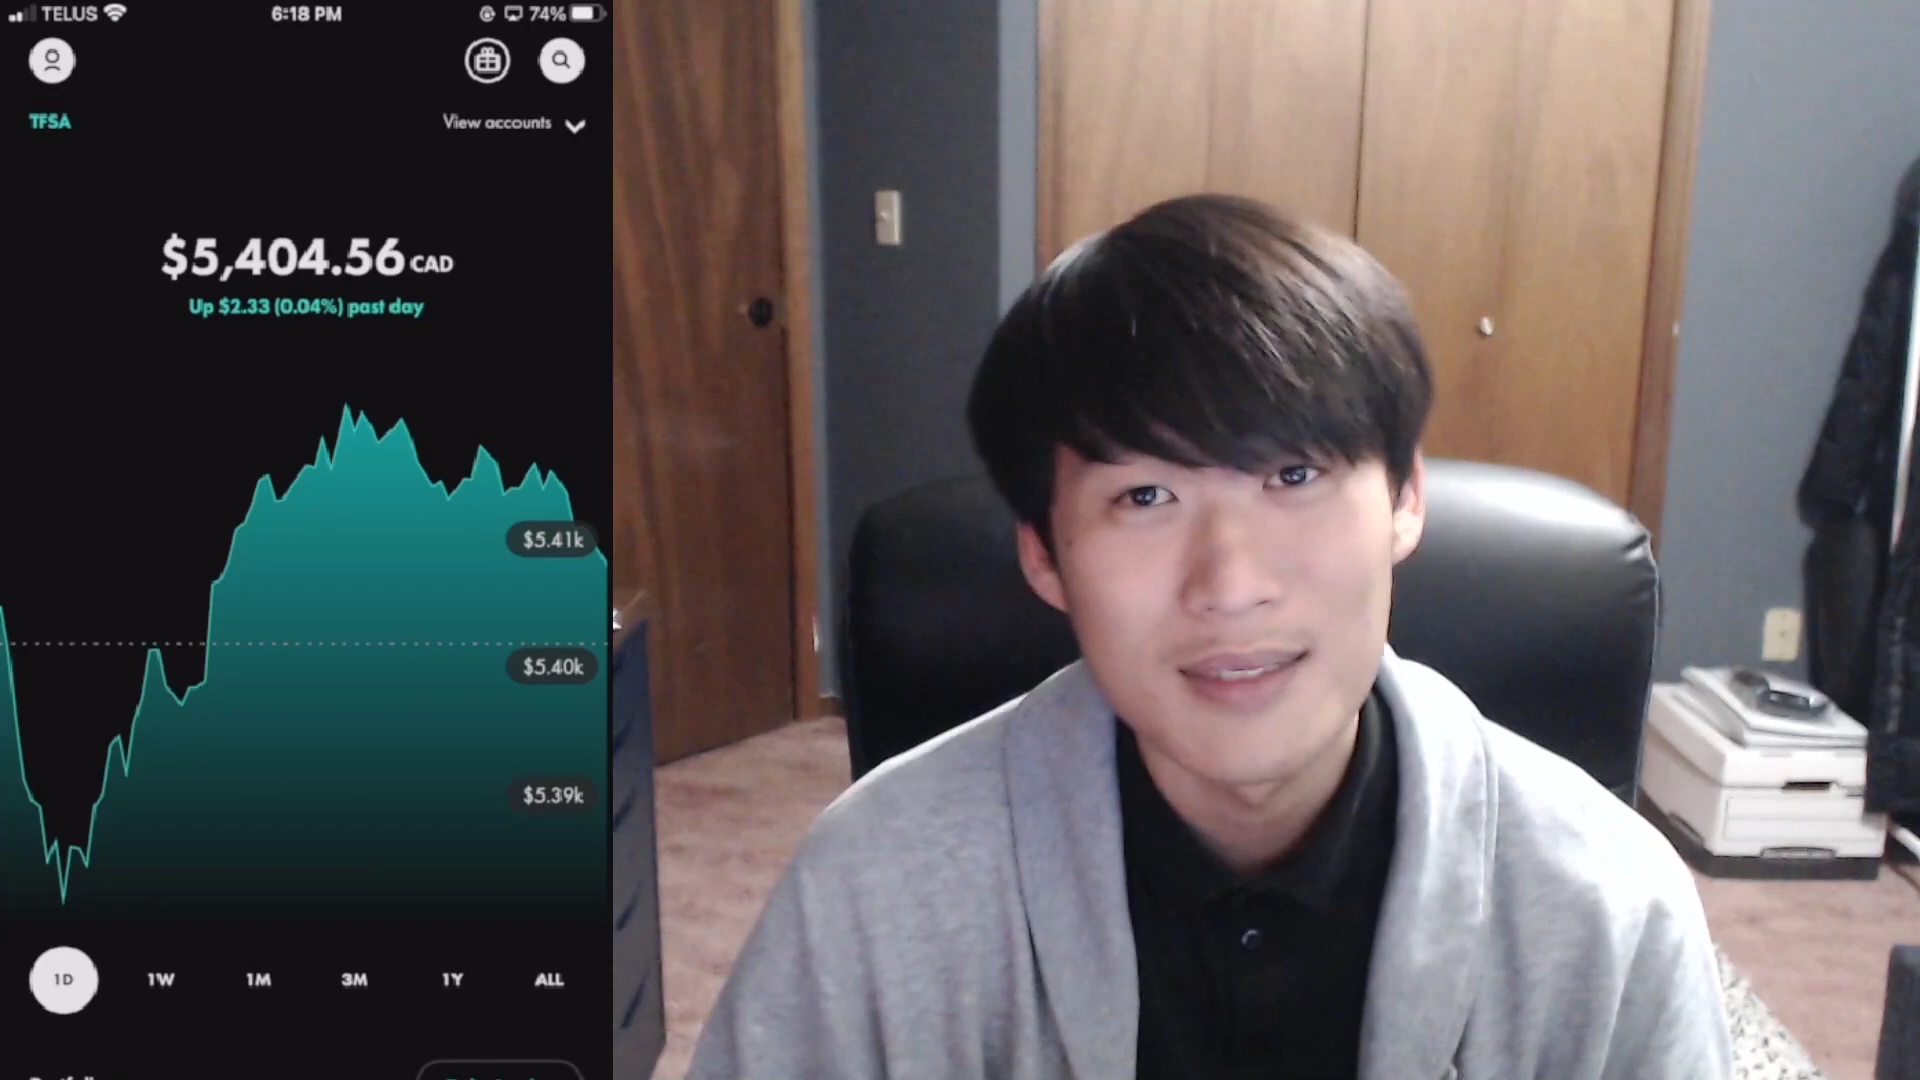 TELUS 6:18 PM 74%
TFSA View accounts
$5,404.56 CAD
Up $2.33 (0.04%) past day
$5.41k
$5.40k
$5.39k
1D 1W 1M 3M 1Y ALL